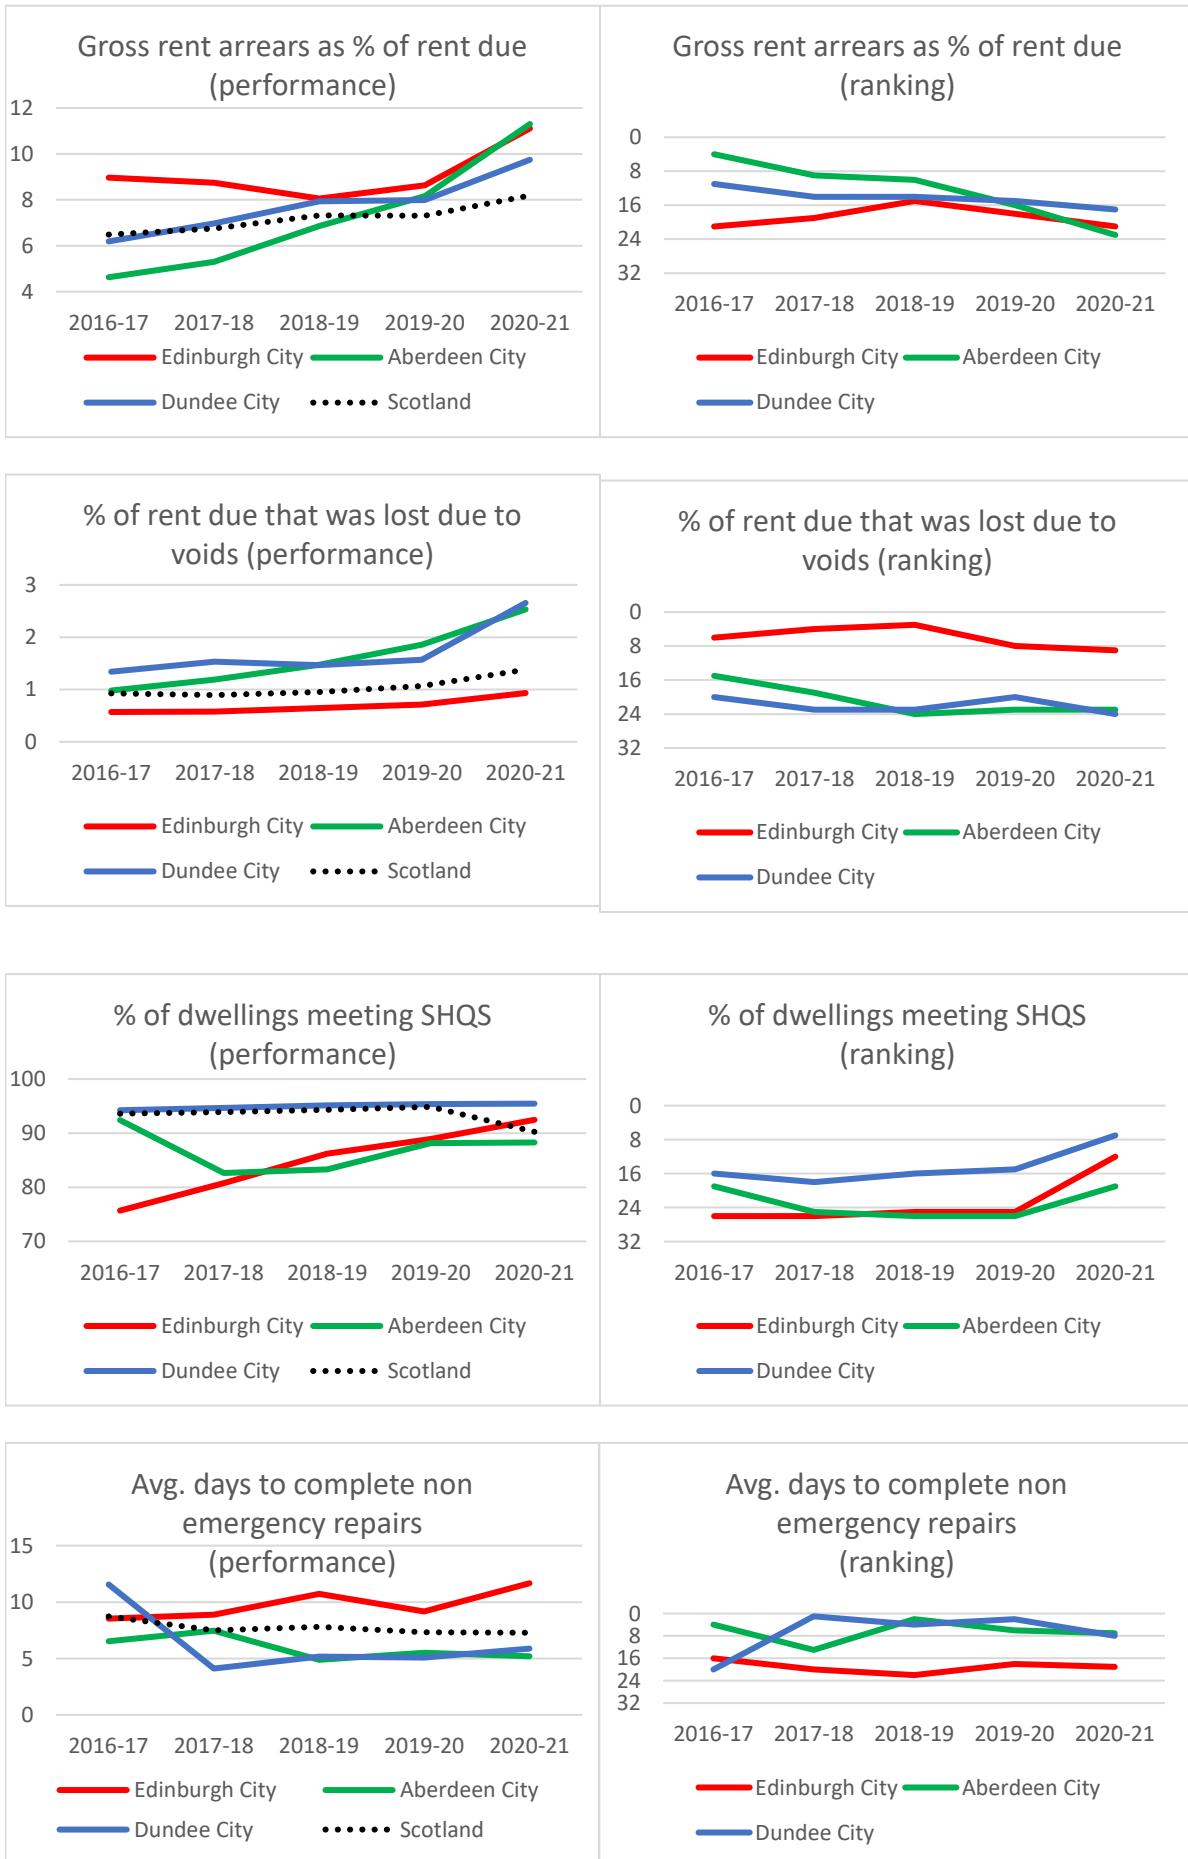 Gross rent arrears as % of rent due
(performance)
12
10
8
6
4
2016-17 2017-18 2018-19 2019-20 2020-21
Edinburgh City Aberdeen City
Dundee City Scotland
Gross rent arrears as % of rent due
(ranking)
0
8
16
24
32
2016-17 2017-18 2018-19 2019-20 2020-21
Edinburgh City Aberdeen City
Dundee City
% of rent due that was lost due to
voids (performance)
3
2
1
0
2016-17 2017-18 2018-19 2019-20 2020-21
Edinburgh City Aberdeen City
Dundee City Scotland
% of rent due that was lost due to
voids (ranking)
0
8
16
24
32
2016-17 2017-18 2018-19 2019-20 2020-21
Edinburgh City Aberdeen City
Dundee City
% of dwellings meeting SHQS
(performance)
100
90
80
70
2016-17 2017-18 2018-19 2019-20 2020-21
Edinburgh City Aberdeen City
Dundee City Scotland
% of dwellings meeting SHQS
(ranking)
0
8
16
24
32
2016-17 2017-18 2018-19 2019-20 2020-21
Edinburgh City Aberdeen City
Dundee City
Avg. days to complete non
emergency repairs
(performance)
15
10
5
0
2016-17 2017-18 2018-19 2019-20 2020-21
Edinburgh City Aberdeen City
Dundee City Scotland
Avg. days to complete non
emergency repairs
(ranking)
0
8
16
24
32
2016-17 2017-18 2018-19 2019-20 2020-21
Edinburgh City Aberdeen City
Dundee City